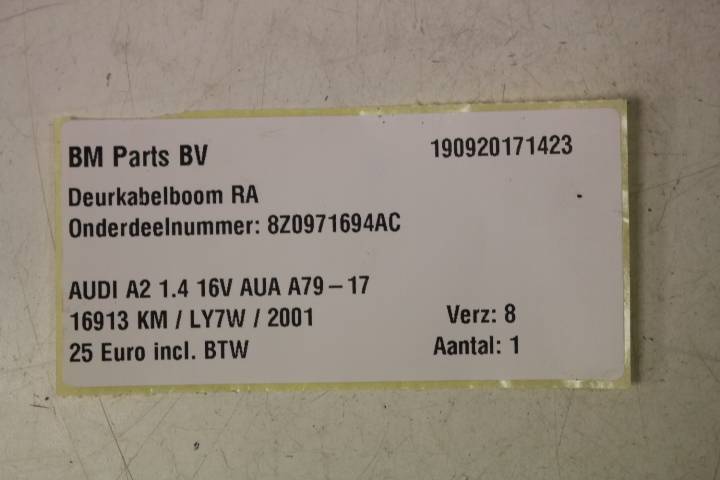 BM Parts BV 190920171423
Deurkabelboom RA
Onderdeelnummer: 8Z0971694AC
AUDI A2 1.4 16V AUA A79 – 17
16913 KM / LY7W / 2001 Verz: 8
25 Euro incl. BTW Aantal: 1